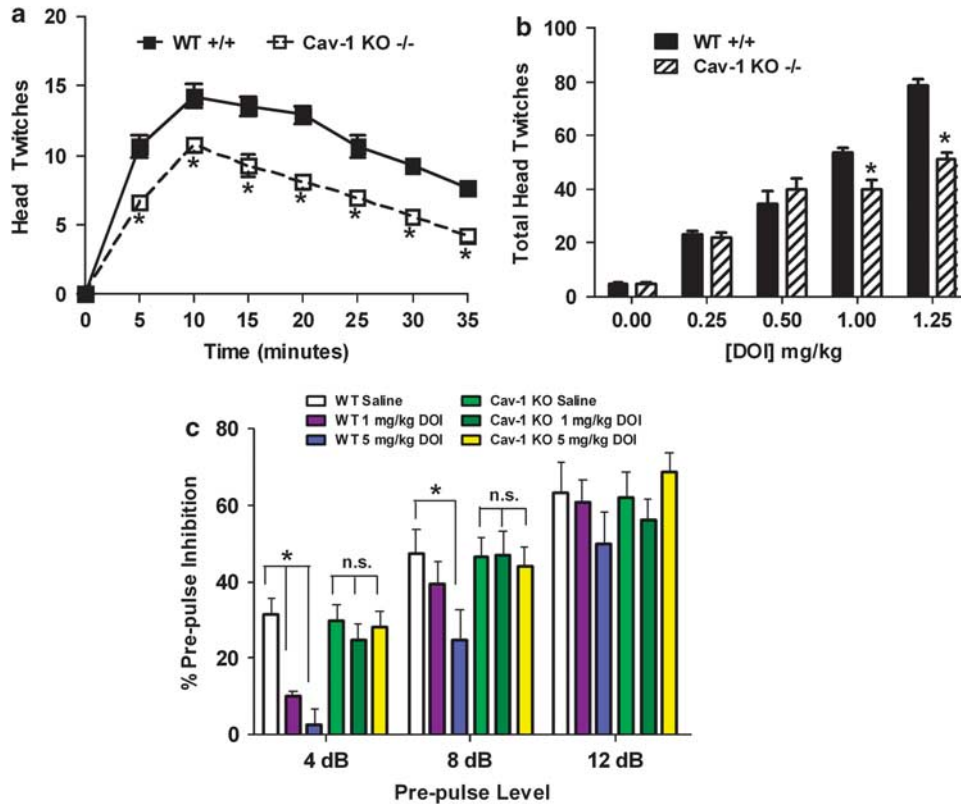 a
20
15
10
5
0
Head Twitches
WT +/+
Cav-1 KO -/-
*
*
*
*
*
*
*
0 5 10 15 20 25 30 35
Time (minutes)
b
100
80
60
40
20
0
Total Head Twitches
WT +/+
Cav-1 KO -/-
*
*
0.00 0.25 0.50 1.00 1.25
[DOI] mg/kg
c
WT Saline
WT 1 mg/kg DOI
WT 5 mg/kg DOI
Cav-1 KO Saline
Cav-1 KO 1 mg/kg DOI
Cav-1 KO 5 mg/kg DOI
80
60
40
20
0
% Pre-pulse Inhibition
*
n.s.
*
n.s.
4 dB 8 dB 12 dB
Pre-pulse Level